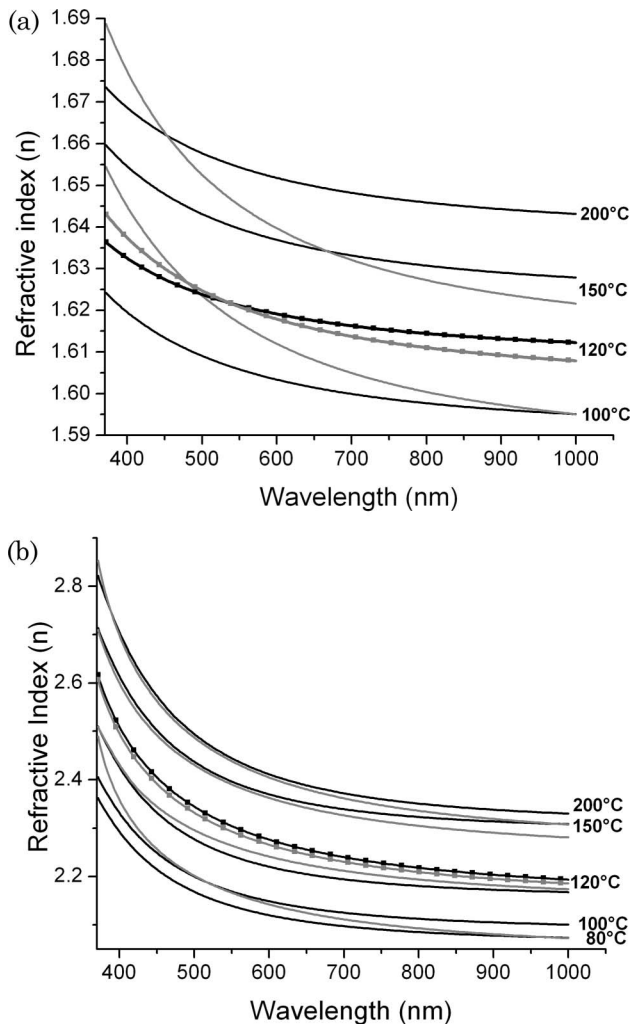 (a)
1.69
1.68
1.67
1.66
1.65
1.64
1.63
1.62
1.61
1.60
1.59
Refractive index (n)
200°C
150°C
120°C
100°C
400 500 600 700 800 900 1000
Wavelength (nm)
(b)
2.8
2.6
2.4
2.2
Refractive Index (n)
200°C
150°C
120°C
100°C
80°C
400 500 600 700 800 900 1000
Wavelength (nm)